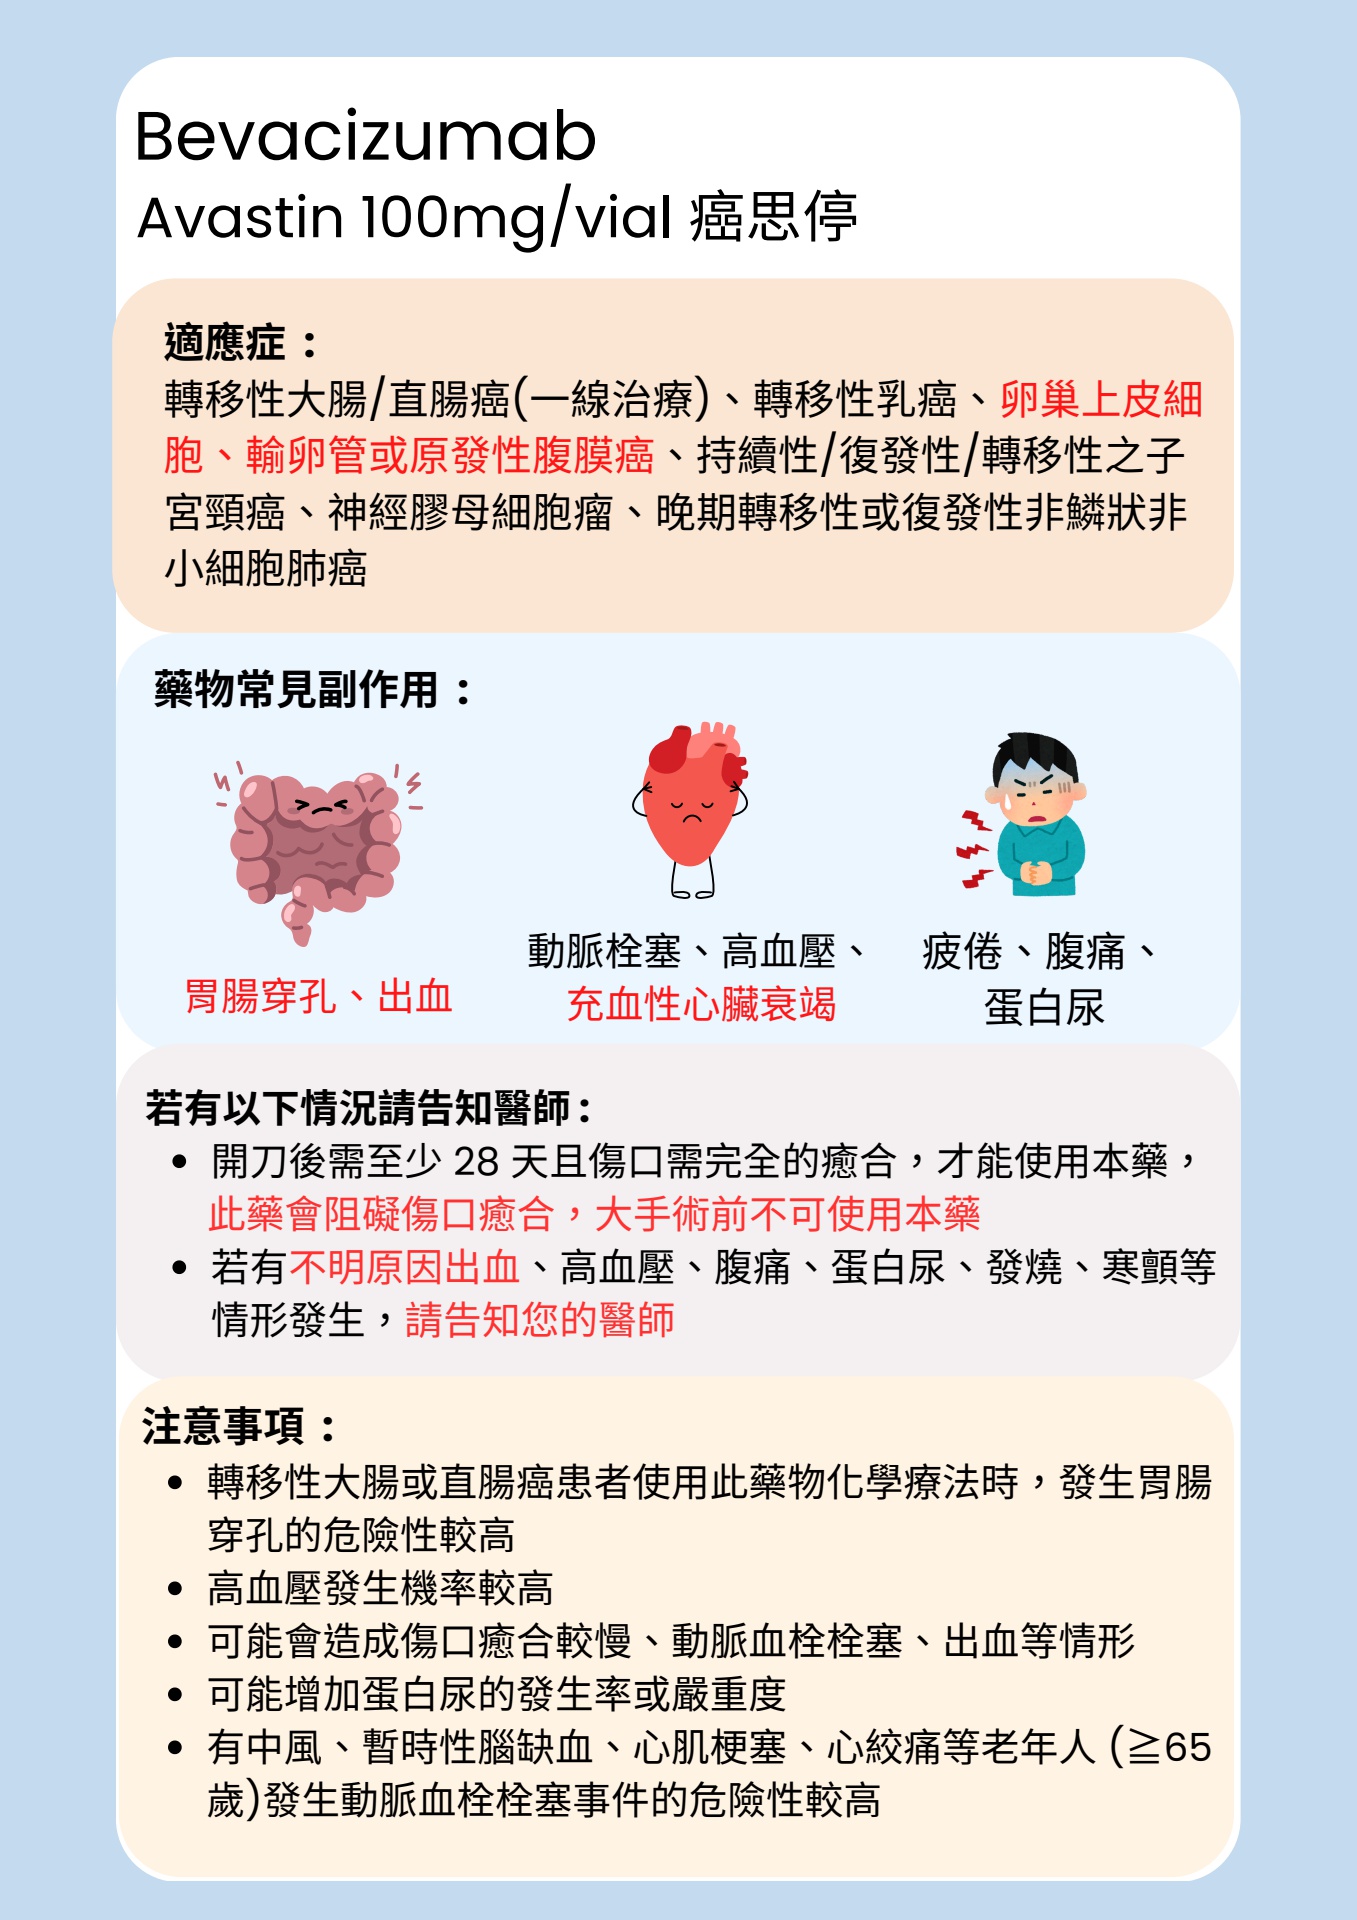 Bevacizumab
Avastin 100mg/vial 癌思停
適應症：
轉移性大腸/直腸癌(一線治療)、轉移性乳癌、卵巢上皮細
胞、輸卵管或原發性腹膜癌、持續性/復發性/轉移性之子
宮頸癌、神經膠母細胞瘤、晚期轉移性或復發性非鱗狀非
小細胞肺癌
藥物常見副作用：
胃腸穿孔、出血
動脈栓塞、高血壓、
充血性心臟衰竭
疲倦、腹痛、
蛋白尿
若有以下情況請告知醫師：
• 開刀後需至少 28 天且傷口需完全的癒合，才能使用本藥，
此藥會阻礙傷口癒合，大手術前不可使用本藥
• 若有不明原因出血、高血壓、腹痛、蛋白尿、發燒、寒顫等
情形發生，請告知您的醫師
注意事項：
• 轉移性大腸或直腸癌患者使用此藥物化學療法時，發生胃腸
穿孔的危險性較高
• 高血壓發生機率較高
• 可能會造成傷口癒合較慢、動脈血栓栓塞、出血等情形
• 可能增加蛋白尿的發生率或嚴重度
• 有中風、暫時性腦缺血、心肌梗塞、心絞痛等老年人 (≧65
歲)發生動脈血栓栓塞事件的危險性較高